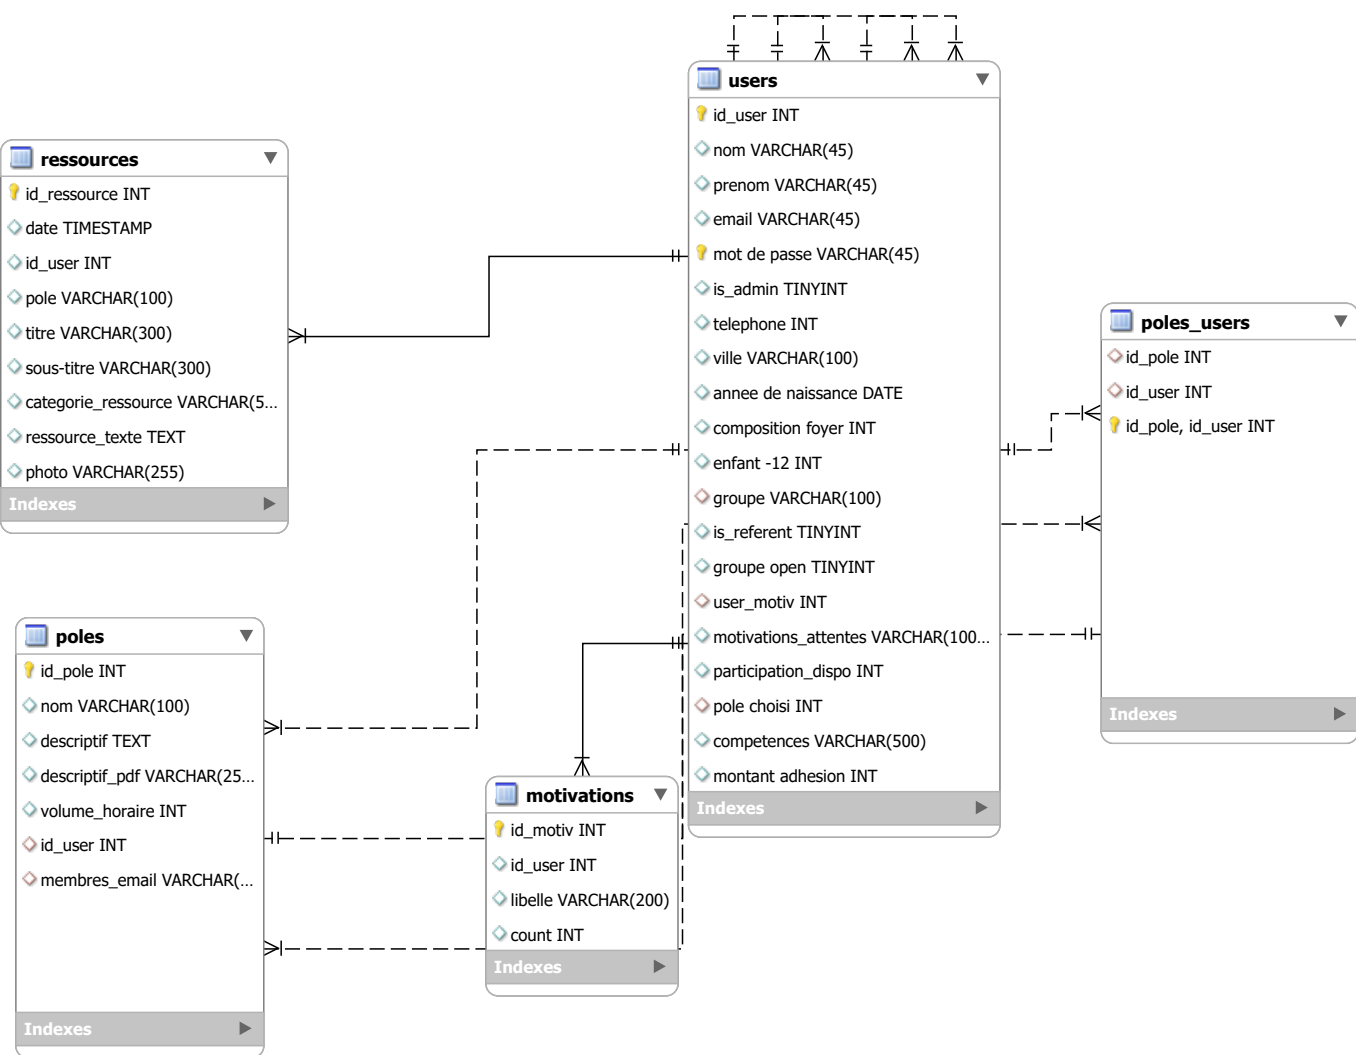 users
id_user INT
nom VARCHAR(45)
prenom VARCHAR(45)
email VARCHAR(45)
mot de passe VARCHAR(45)
is_admin TINYINT
telephone INT
ville VARCHAR(100)
annee de naissance DATE
composition foyer INT
enfant -12 INT
groupe VARCHAR(100)
is_referent TINYINT
groupe open TINYINT
user_motiv INT
motivations_attentes VARCHAR(100...
participation_dispo INT
pole choisi INT
competences VARCHAR(500)
montant adhesion INT
Indexes
ressources
id_ressource INT
date TIMESTAMP
id_user INT
pole VARCHAR(100)
titre VARCHAR(300)
sous-titre VARCHAR(300)
categorie_ressource VARCHAR(5...
ressource_texte TEXT
photo VARCHAR(255)
Indexes
poles_users
id_pole INT
id_user INT
id_pole, id_user INT
Indexes
poles
id_pole INT
nom VARCHAR(100)
descriptif TEXT
descriptif_pdf VARCHAR(25...
volume_horaire INT
id_user INT
membres_email VARCHAR(...
Indexes
motivations
id_motiv INT
id_user INT
libelle VARCHAR(200)
count INT
Indexes